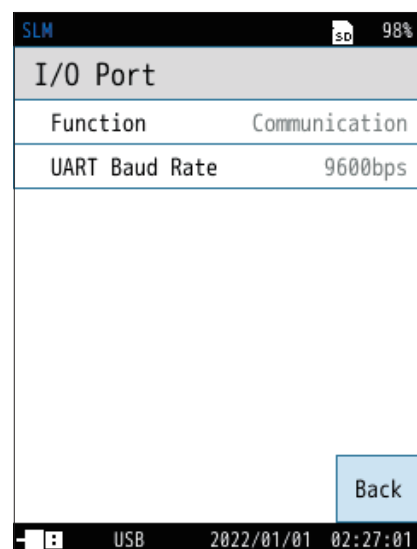 SLM SD 98%
I/O Port
Function Communication
UART Baud Rate 9600bps
Back
USB 2022/01/01 02:27:01